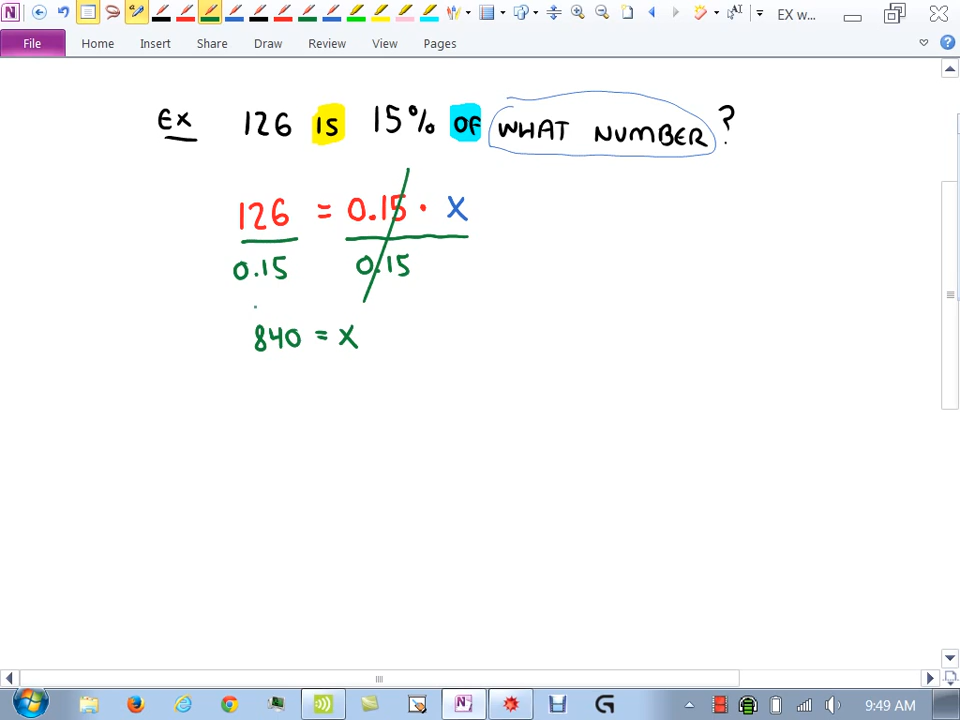 EX w...
File Home Insert Share Draw Review View Pages
Ex 126 is 15% OF WHAT NUMBER ?
126 = 0.15 · X
0.15 0.15
840 = X
9:49 AM